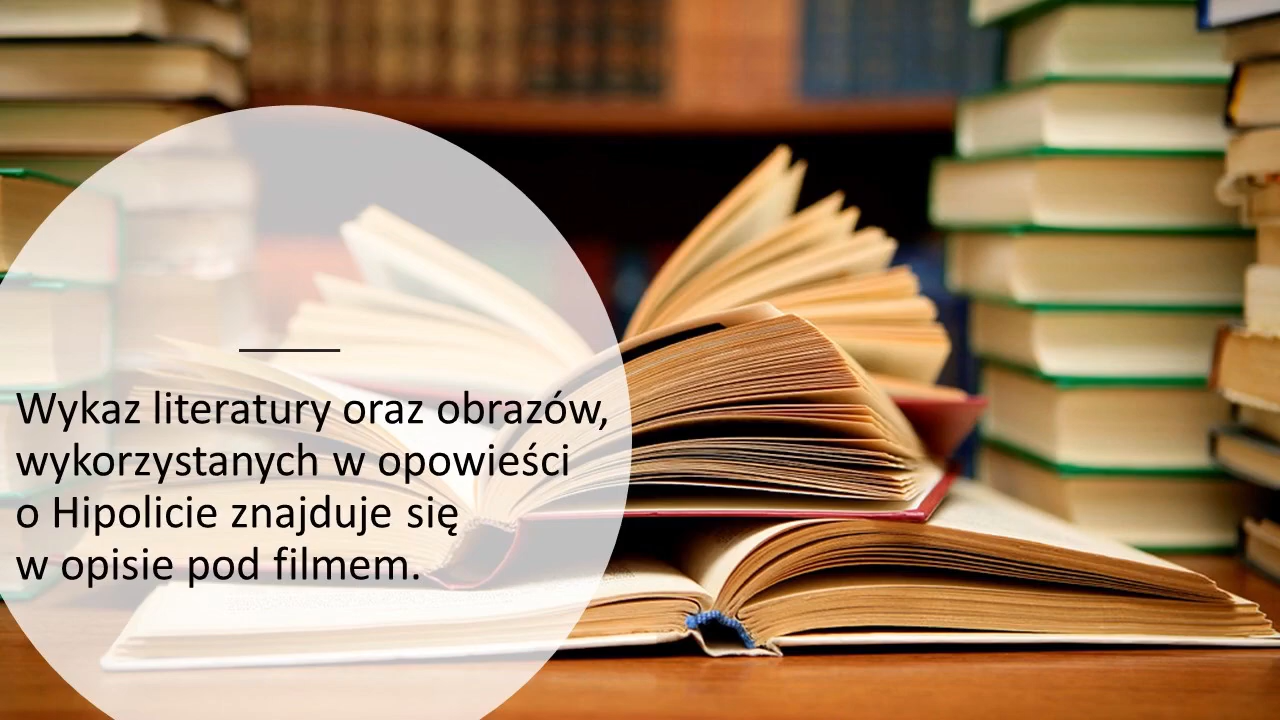 Wykaz literatury oraz obrazów,
wykorzystanych w opowieści
o Hipolicie znajduje się
w opisie pod filmem.